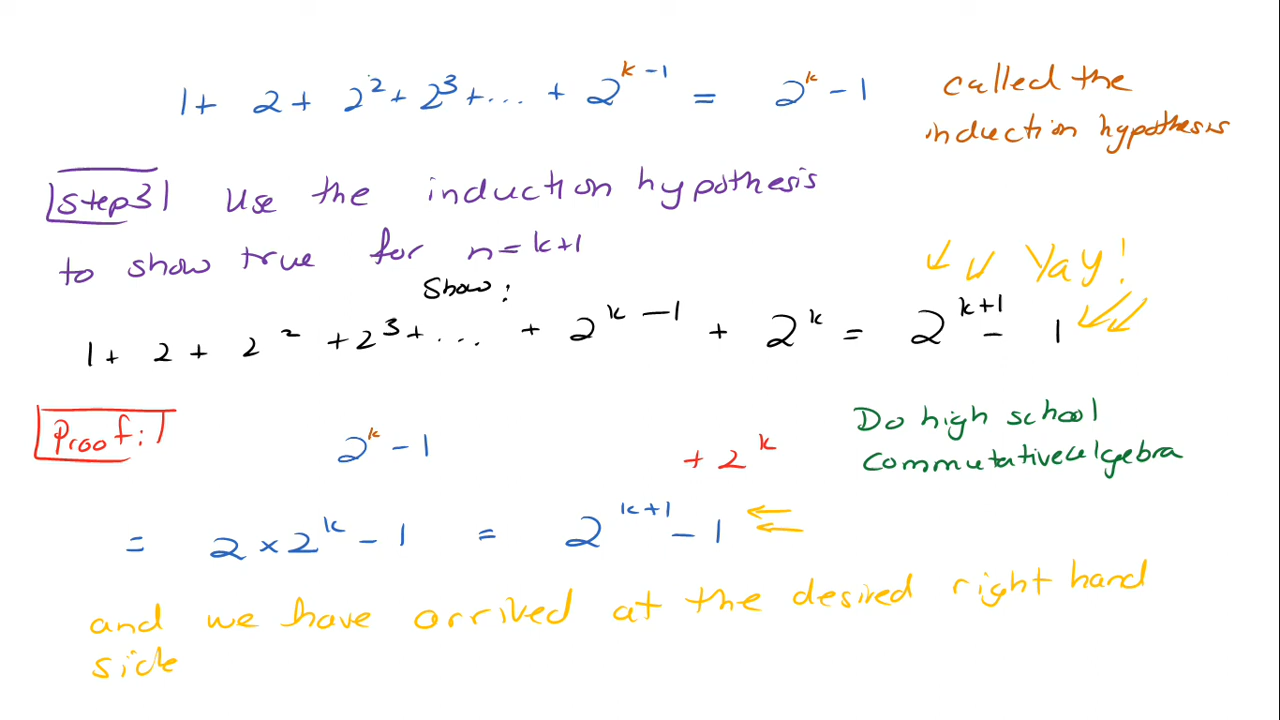 1 + 2 + 2² + 2³ + ... + 2^(k-1) = 2^k - 1
called the
induction hypothesis
Step 3 Use the induction hypothesis
to show true for n = k+1
Show:
Yay!
1 + 2 + 2² + 2³ + ... + 2^(k-1) + 2^k = 2^(k+1) - 1
Proof:
2^k - 1 + 2^k
Do high school
commutative algebra
= 2 × 2^k - 1 = 2^(k+1) - 1
and we have arrived at the desired right hand
side